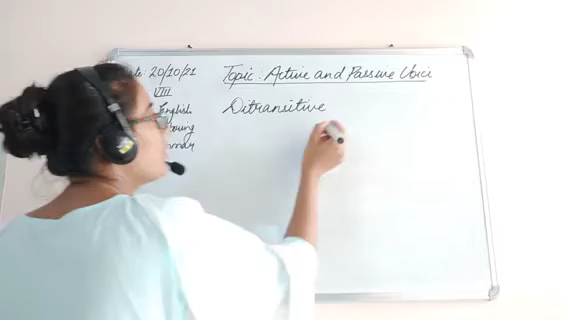 20/10/21
VIII
English
Topic: Active and Passive Voice
Ditransitive